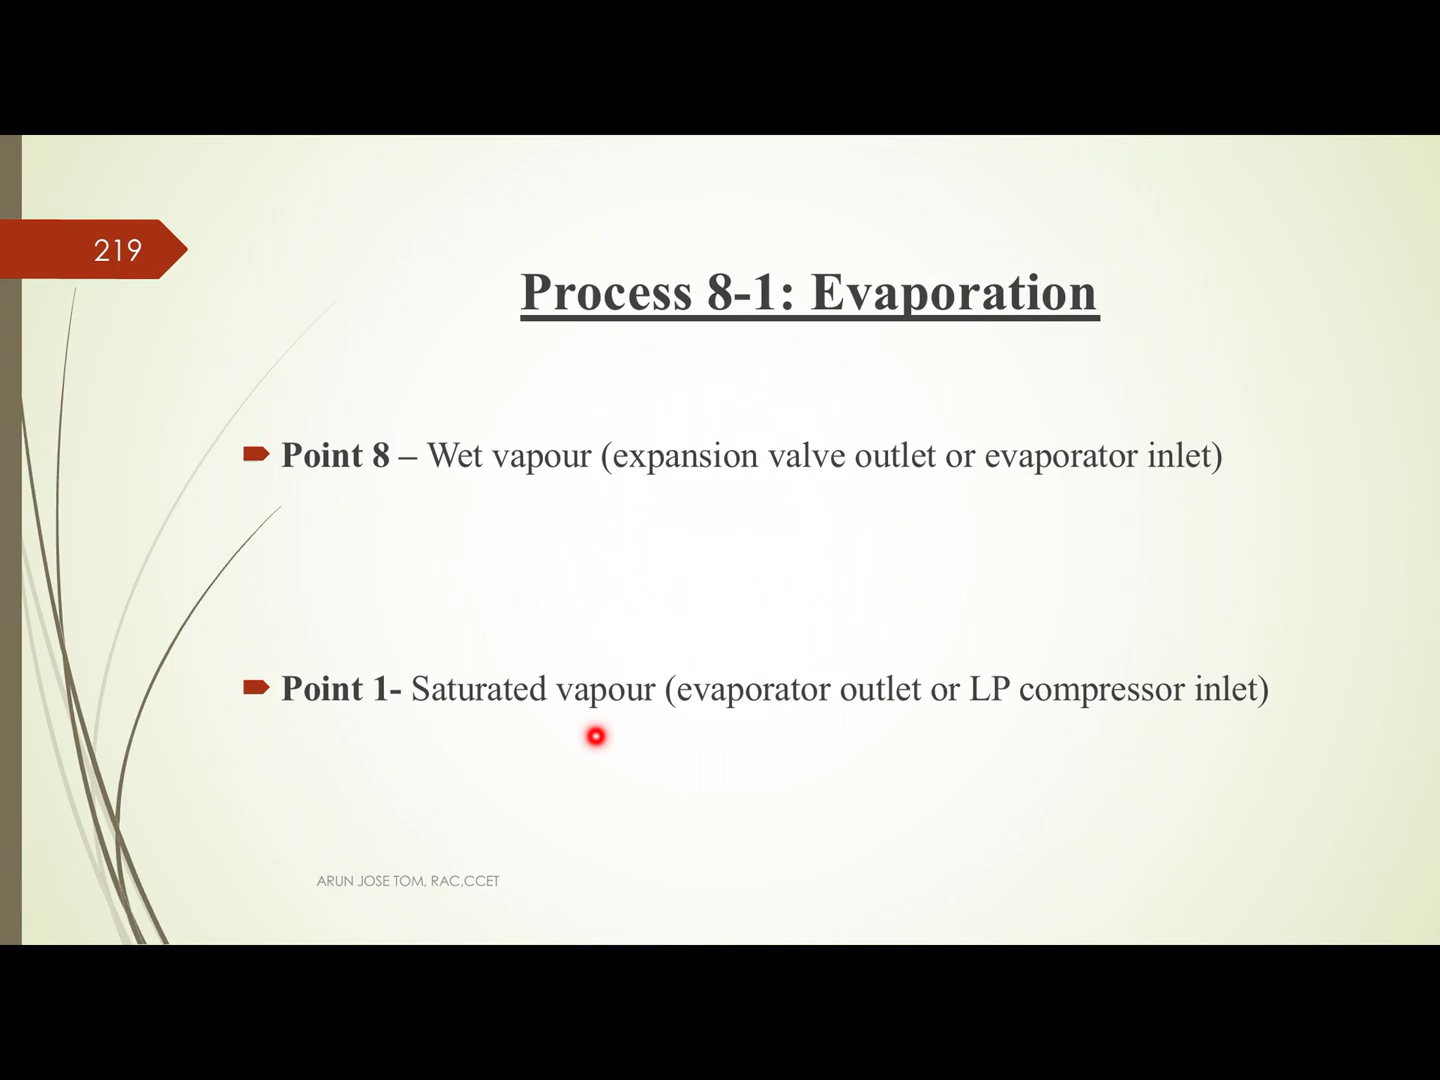 219
Process 8-1: Evaporation
Point 8 – Wet vapour (expansion valve outlet or evaporator inlet)
Point 1- Saturated vapour (evaporator outlet or LP compressor inlet)
ARUN JOSE TOM, RAC,CCET